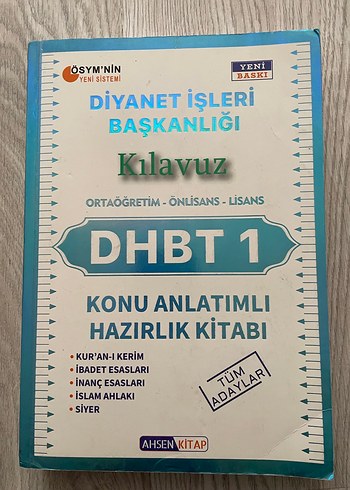 ÖSYM'NİN
YENİ SİSTEMİ
YENİ
BASKI
DİYANET İŞLERİ
BAŞKANLIĞI
Kılavuz
ORTAÖĞRETİM - ÖNLİSANS - LİSANS
DHBT 1
KONU ANLATIMLI
HAZIRLIK KİTABI
• KUR'AN-I KERİM
• İBADET ESASLARI
• İNANÇ ESASLARI
• İSLAM AHLAKI
• SİYER
TÜM
ADAYLAR
AHSEN KİTAP